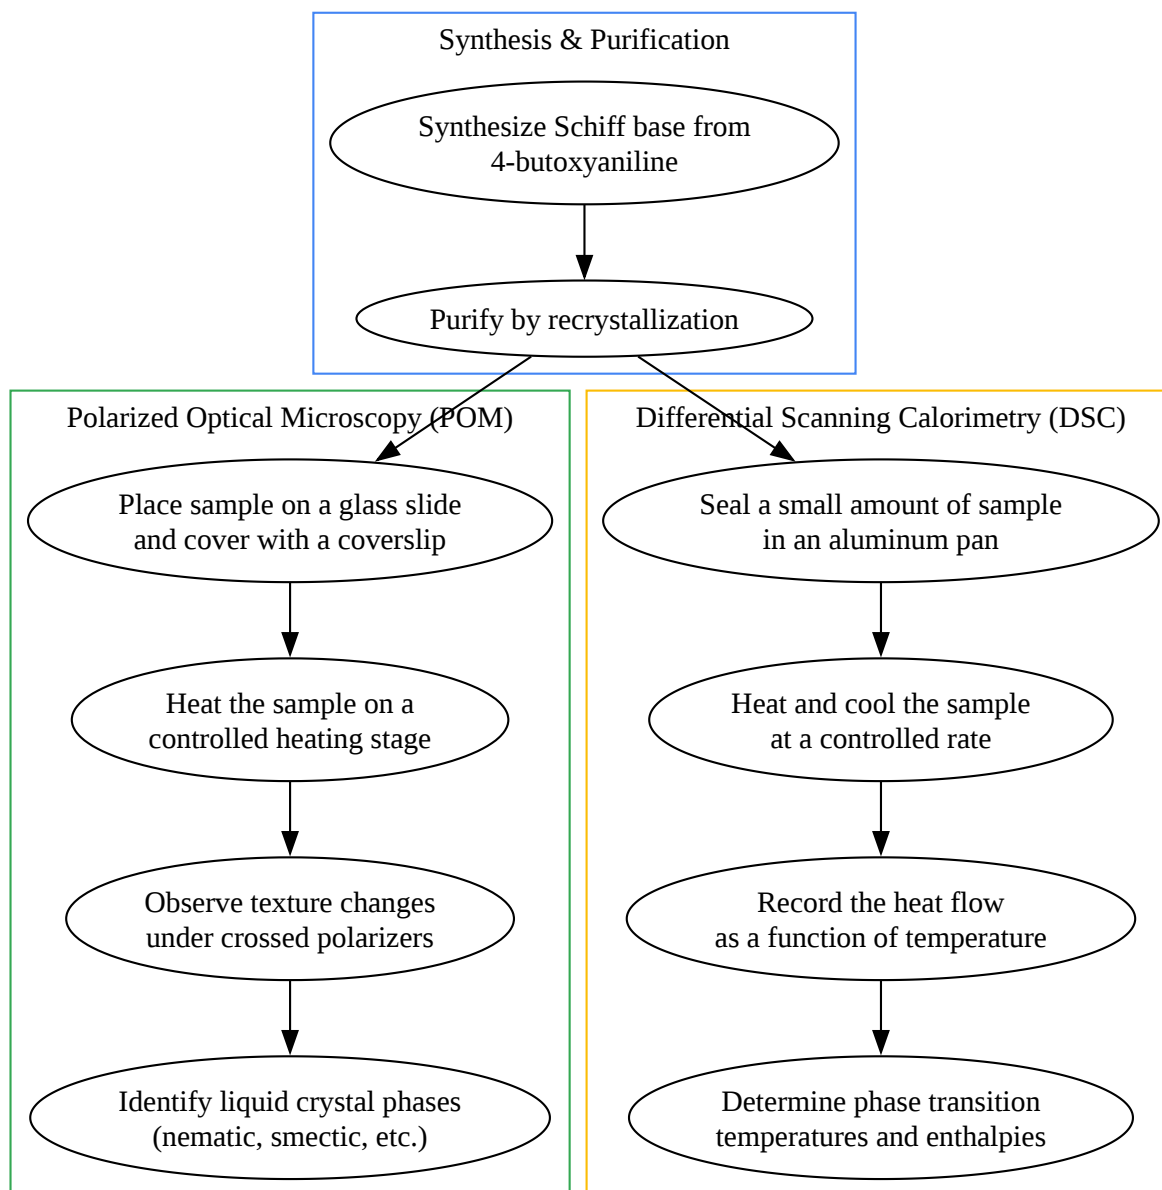 Synthesis & Purification
Synthesize Schiff base from
4-butoxyaniline
Purify by recrystallization
Polarized Optical Microscopy (POM)
Place sample on a glass slide
and cover with a coverslip
Heat the sample on a
controlled heating stage
Observe texture changes
under crossed polarizers
Identify liquid crystal phases
(nematic, smectic, etc.)
Differential Scanning Calorimetry (DSC)
Seal a small amount of sample
in an aluminum pan
Heat and cool the sample
at a controlled rate
Record the heat flow
as a function of temperature
Determine phase transition
temperatures and enthalpies